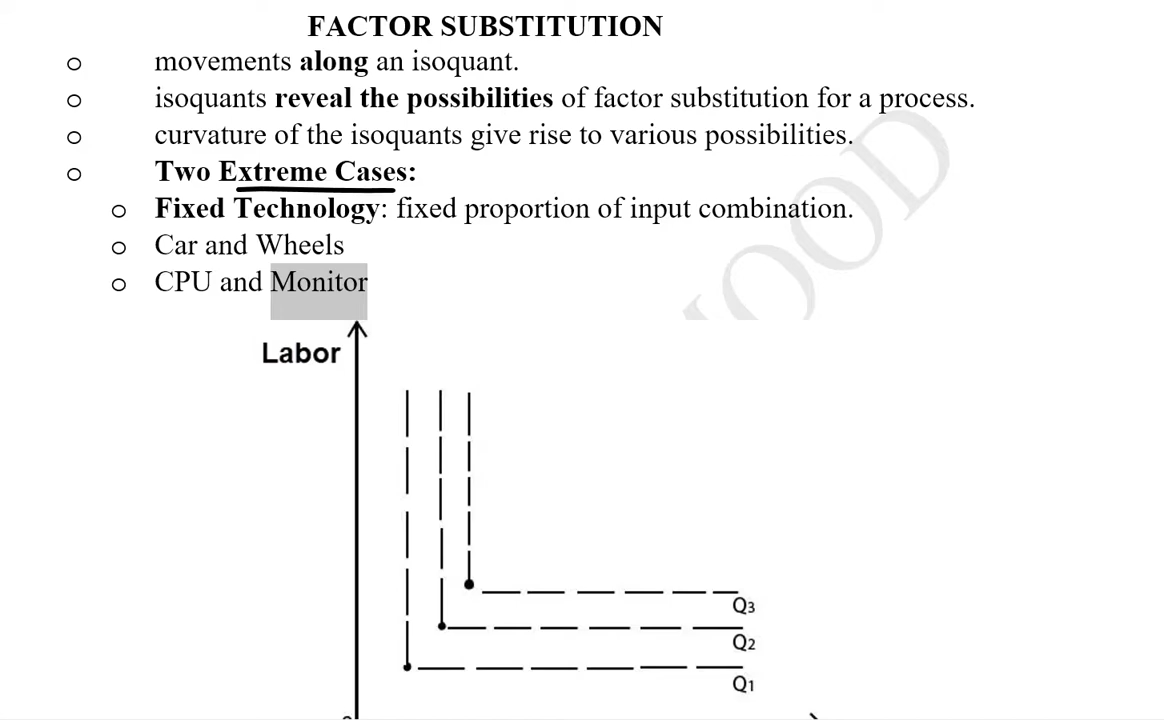 FACTOR SUBSTITUTION
o movements along an isoquant.
o isoquants reveal the possibilities of factor substitution for a process.
o curvature of the isoquants give rise to various possibilities.
o Two Extreme Cases:
o Fixed Technology: fixed proportion of input combination.
o Car and Wheels
o CPU and Monitor
Labor
Q3
Q2
Q1